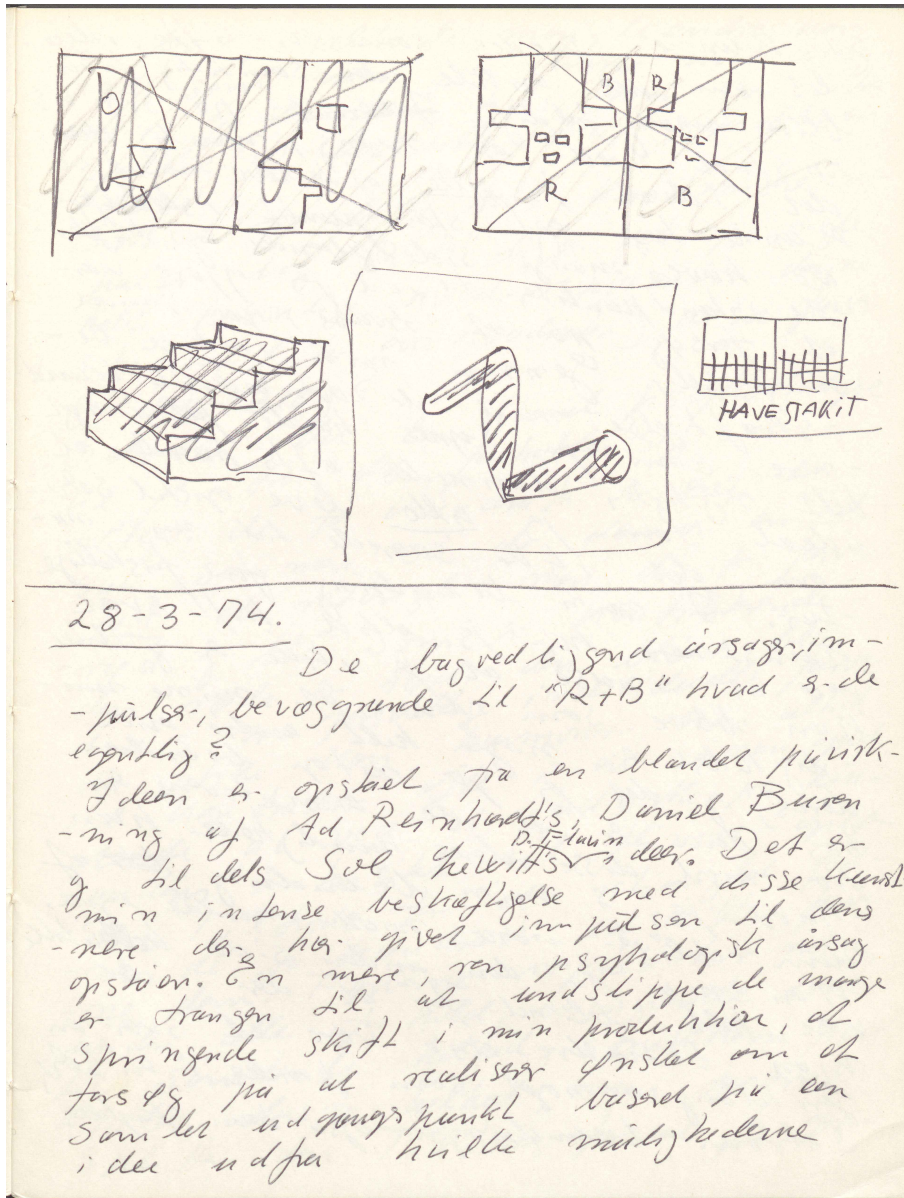 B R
R B
HAVESTAKIT
28-3-74.
De bagvedliggend årsager, im-
-pulser, bevæggrunde til "R+B" hvad er de
egentlig?
Ideen er opstået fra en blandet påvirk-
-ning af Ad Reinhardt's, Daniel Buren
D. Flavin
og til dels Sol Lewitt's ideer. Det er
min intense beskæftigelse med disse kunst
-nere der har givet impulsen til dens
opståen. En mere, ren psyhologisk årsag
er trangen til at undslippe de mange
springende skift i min produktion, et
forsøg på at realiser ønsket om et
samlet udgangspunkt baseret på een
idee udfra hvilke mulighederne